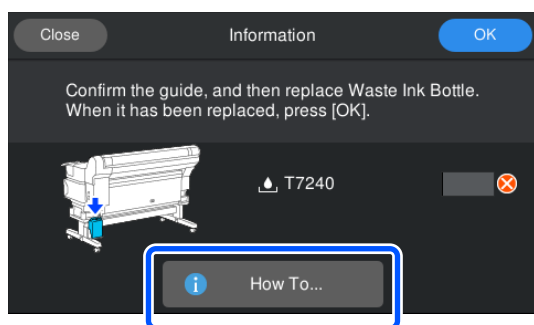 Close
Information
OK
Confirm the guide, and then replace Waste Ink Bottle.
When it has been replaced, press [OK].
T7240
How To...